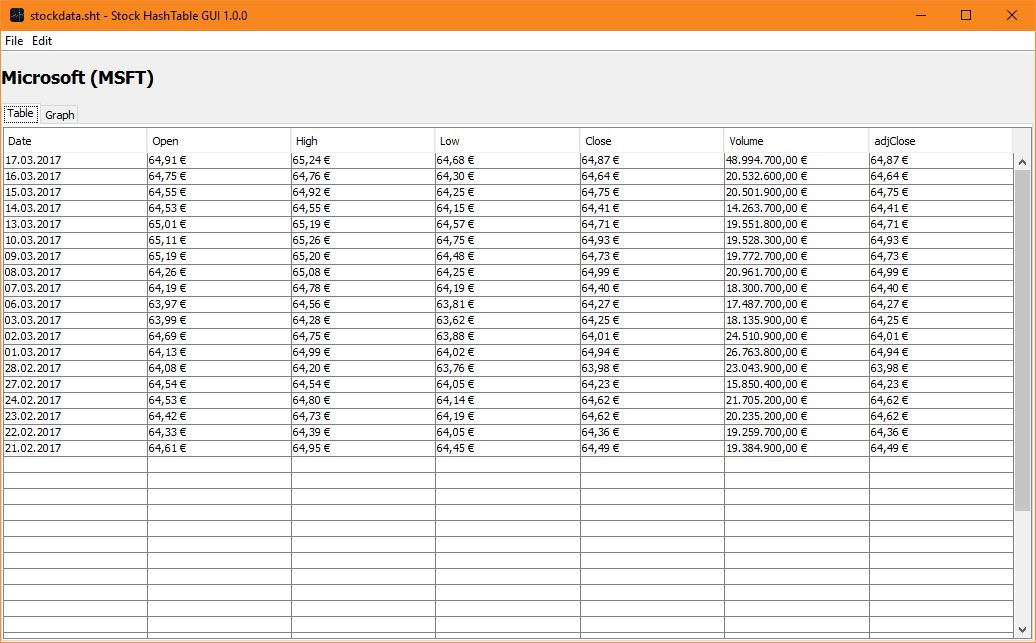 stockdata.sht - Stock HashTable GUI 1.0.0
File Edit
Microsoft (MSFT)
Table Graph
Date Open High Low Close Volume adjClose
17.03.2017 64,91 € 65,24 € 64,68 € 64,87 € 48.994.700,00 € 64,87 €
16.03.2017 64,75 € 64,76 € 64,30 € 64,64 € 20.532.600,00 € 64,64 €
15.03.2017 64,55 € 64,92 € 64,25 € 64,75 € 20.501.900,00 € 64,75 €
14.03.2017 64,53 € 64,55 € 64,15 € 64,41 € 14.263.700,00 € 64,41 €
13.03.2017 65,01 € 65,19 € 64,57 € 64,71 € 19.551.800,00 € 64,71 €
10.03.2017 65,11 € 65,26 € 64,75 € 64,93 € 19.528.300,00 € 64,93 €
09.03.2017 65,19 € 65,20 € 64,48 € 64,73 € 19.772.700,00 € 64,73 €
08.03.2017 64,26 € 65,08 € 64,25 € 64,99 € 20.961.700,00 € 64,99 €
07.03.2017 64,19 € 64,78 € 64,19 € 64,40 € 18.300.700,00 € 64,40 €
06.03.2017 63,97 € 64,56 € 63,81 € 64,27 € 17.487.700,00 € 64,27 €
03.03.2017 63,99 € 64,28 € 63,62 € 64,25 € 18.135.900,00 € 64,25 €
02.03.2017 64,69 € 64,75 € 63,88 € 64,01 € 24.510.900,00 € 64,01 €
01.03.2017 64,13 € 64,99 € 64,02 € 64,94 € 26.763.800,00 € 64,94 €
28.02.2017 64,08 € 64,20 € 63,76 € 63,98 € 23.043.900,00 € 63,98 €
27.02.2017 64,54 € 64,54 € 64,05 € 64,23 € 15.850.400,00 € 64,23 €
24.02.2017 64,53 € 64,80 € 64,14 € 64,62 € 21.705.200,00 € 64,62 €
23.02.2017 64,42 € 64,73 € 64,19 € 64,62 € 20.235.200,00 € 64,62 €
22.02.2017 64,33 € 64,39 € 64,05 € 64,36 € 19.259.700,00 € 64,36 €
21.02.2017 64,61 € 64,95 € 64,45 € 64,49 € 19.384.900,00 € 64,49 €